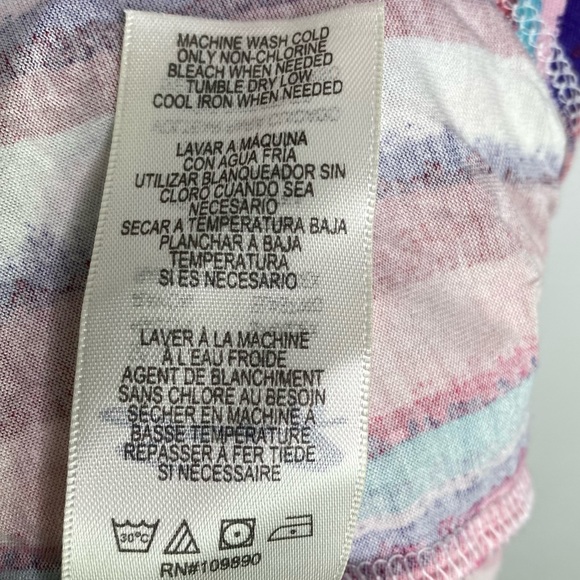 MACHINE WASH COLD
ONLY NON-CHLORINE
BLEACH WHEN NEEDED
TUMBLE DRY LOW
COOL IRON WHEN NEEDED
LAVAR A MÁQUINA
CON AGUA FRIA
UTILIZAR BLANQUEADOR SIN
CLORO CUANDO SEA
NECESARIO
SECAR A TEMPERATURA BAJA
PLANCHAR A BAJA
TEMPERATURA
SI ES NECESARIO
LAVER À LA MACHINE
À L'EAU FROIDE
AGENT DE BLANCHIMENT
SANS CHLORE AU BESOIN
SÉCHER EN MACHINE À
BASSE TEMPÉRATURE
REPASSER À FER TIEDE
SI NÉCESSAIRE
30°C
RN#109890